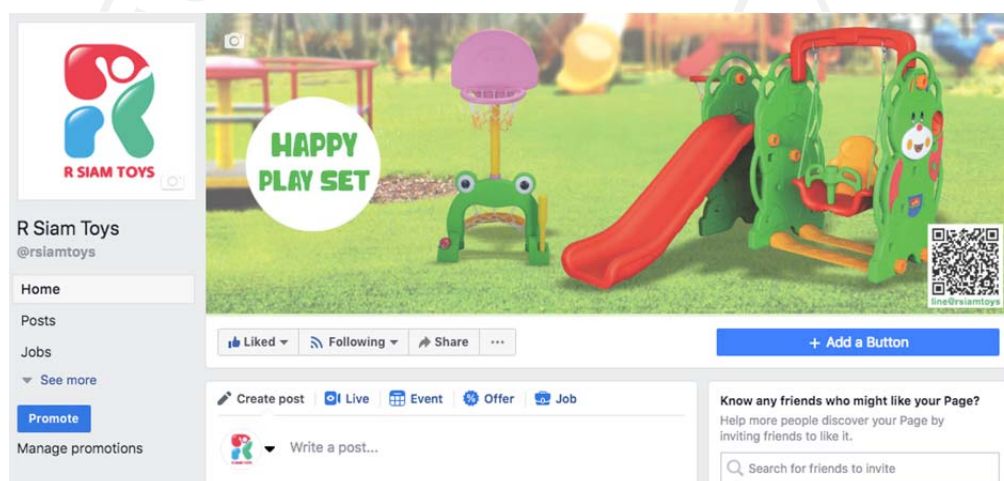 R SIAM TOYS
R Siam Toys
@rsiamtoys
Home
Posts
Jobs
See more
Promote
Manage promotions
HAPPY
PLAY SET
line@rsiamtoys
Liked
Following
Share
+ Add a Button
Create post
Live
Event
Offer
Job
Write a post...
Know any friends who might like your Page?
Help more people discover your Page by
inviting friends to like it.
Search for friends to invite